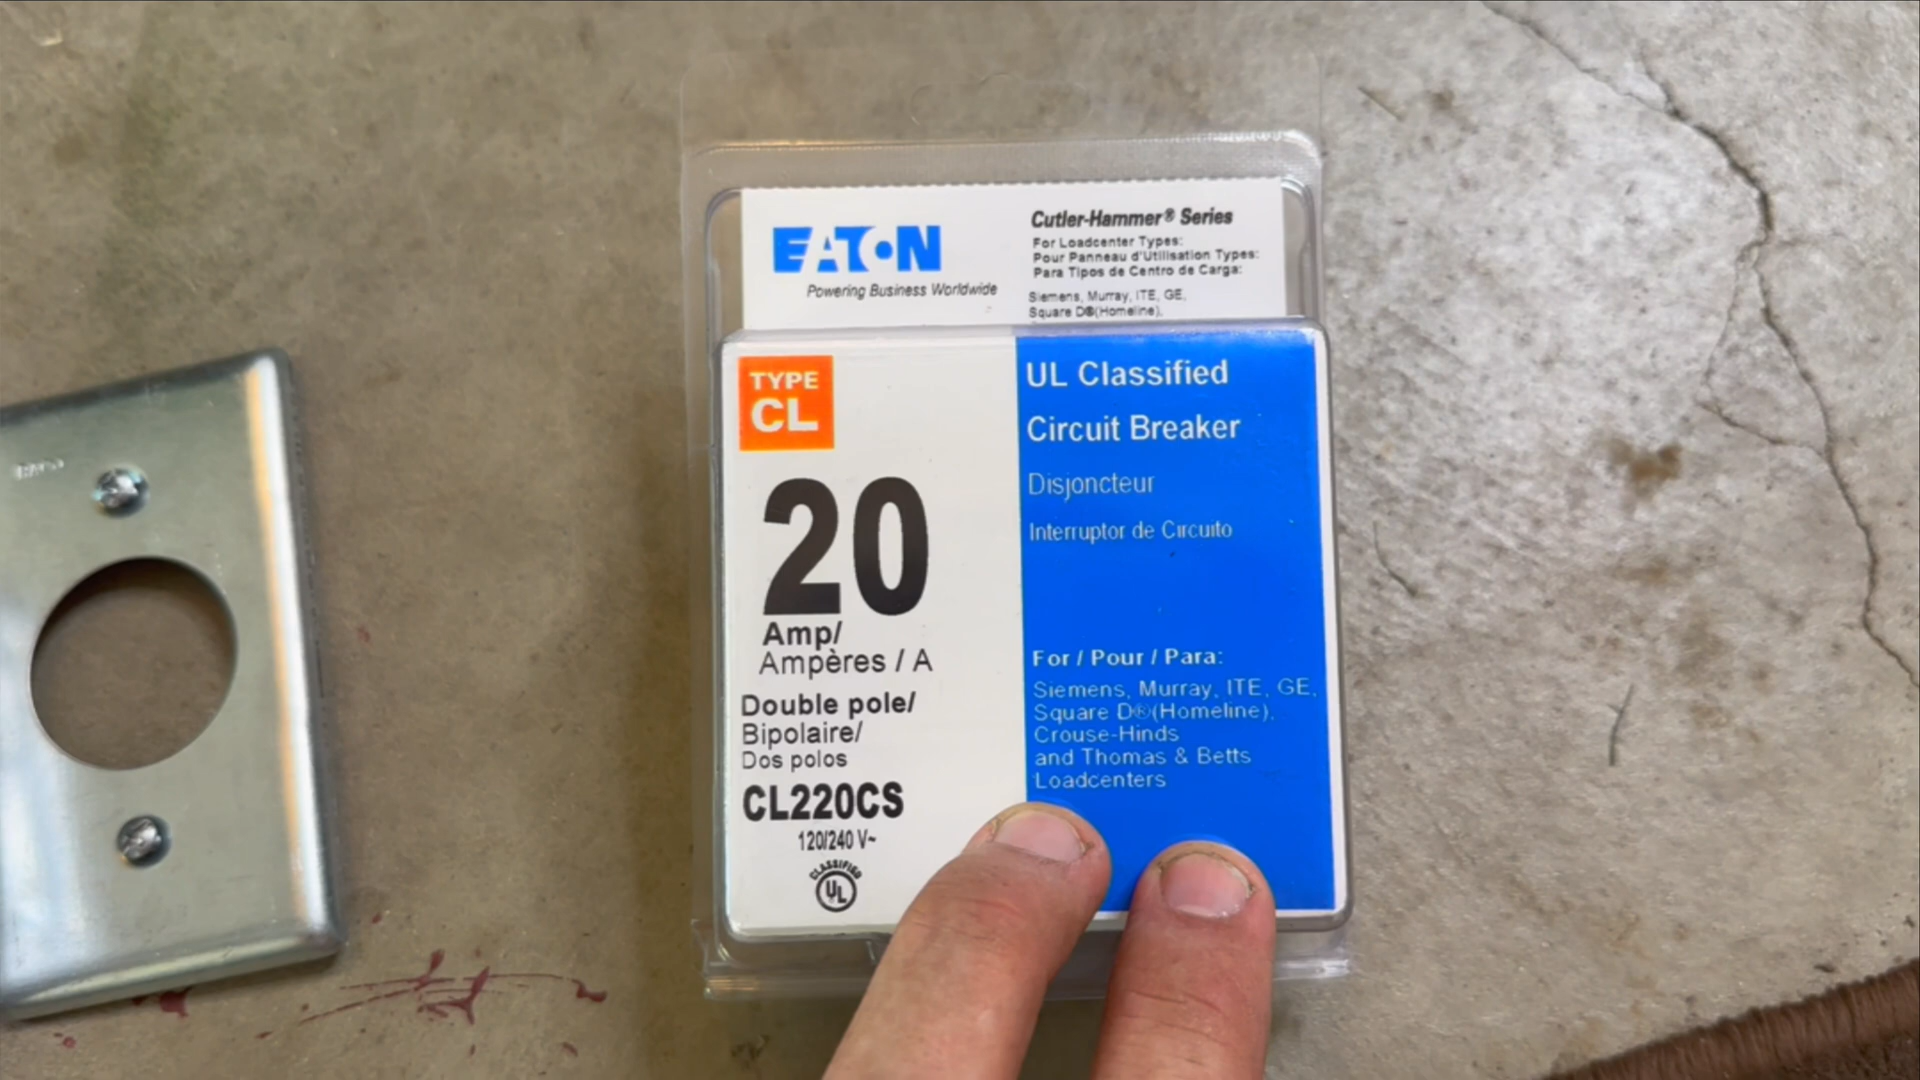 EATON
Powering Business Worldwide
Cutler-Hammer® Series
For Loadcenter Types:
Pour Panneau d'Utilisation Types:
Para Tipos de Centro de Carga:
Siemens, Murray, ITE, GE,
Square D®(Homeline),
TYPE
CL
20
Amp/
Ampères / A
Double pole/
Bipolaire/
Dos polos
CL220CS
120/240 V~
CLASSIFIED
UL
UL Classified
Circuit Breaker
Disjoncteur
Interruptor de Circuito
For / Pour / Para:
Siemens, Murray, ITE, GE,
Square D®(Homeline),
Crouse-Hinds
and Thomas & Betts
Loadcenters